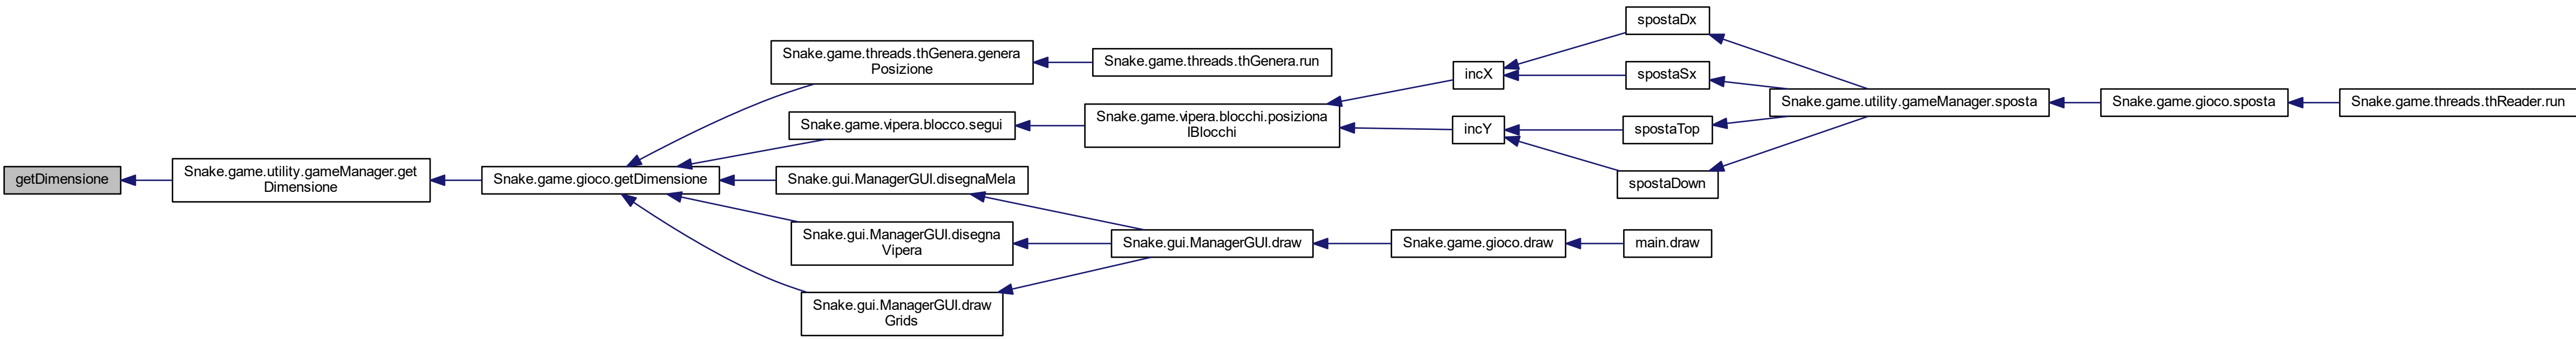 getDimensione
Snake.game.utility.gameManager.get
Dimensione
Snake.game.gioco.getDimensione
Snake.game.threads.thGenera.genera
Posizione
Snake.game.threads.thGenera.run
Snake.game.vipera.blocco.segui
Snake.game.vipera.blocchi.posiziona
IBlocchi
incX
spostaDx
spostaSx
incY
spostaTop
spostaDown
Snake.game.utility.gameManager.sposta
Snake.game.gioco.sposta
Snake.game.threads.thReader.run
Snake.gui.ManagerGUI.disegnaMela
Snake.gui.ManagerGUI.disegna
Vipera
Snake.gui.ManagerGUI.draw
Grids
Snake.gui.ManagerGUI.draw
Snake.game.gioco.draw
main.draw